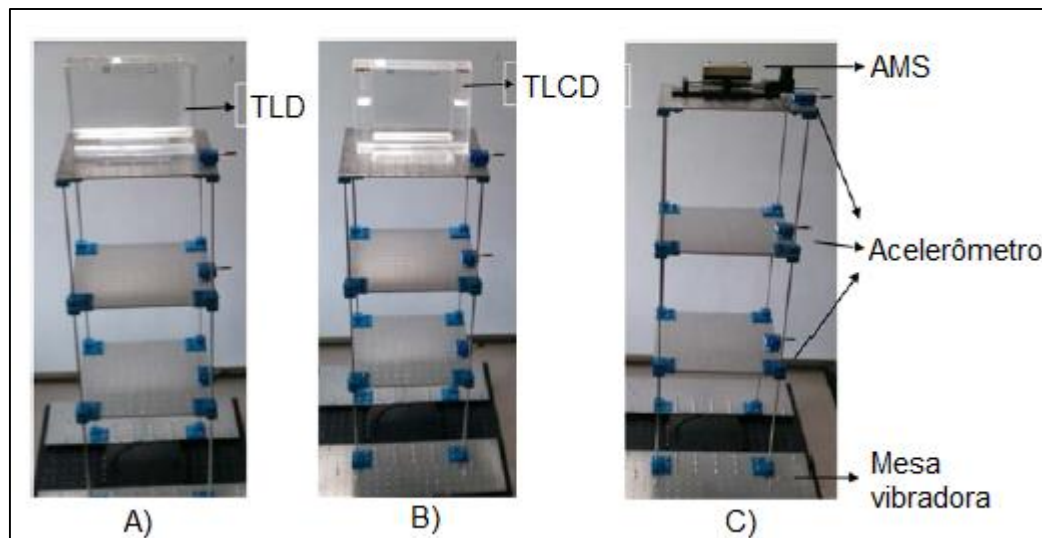 TLD
TLCD
AMS
Acelerômetro
Mesa
vibradora
A)
B)
C)